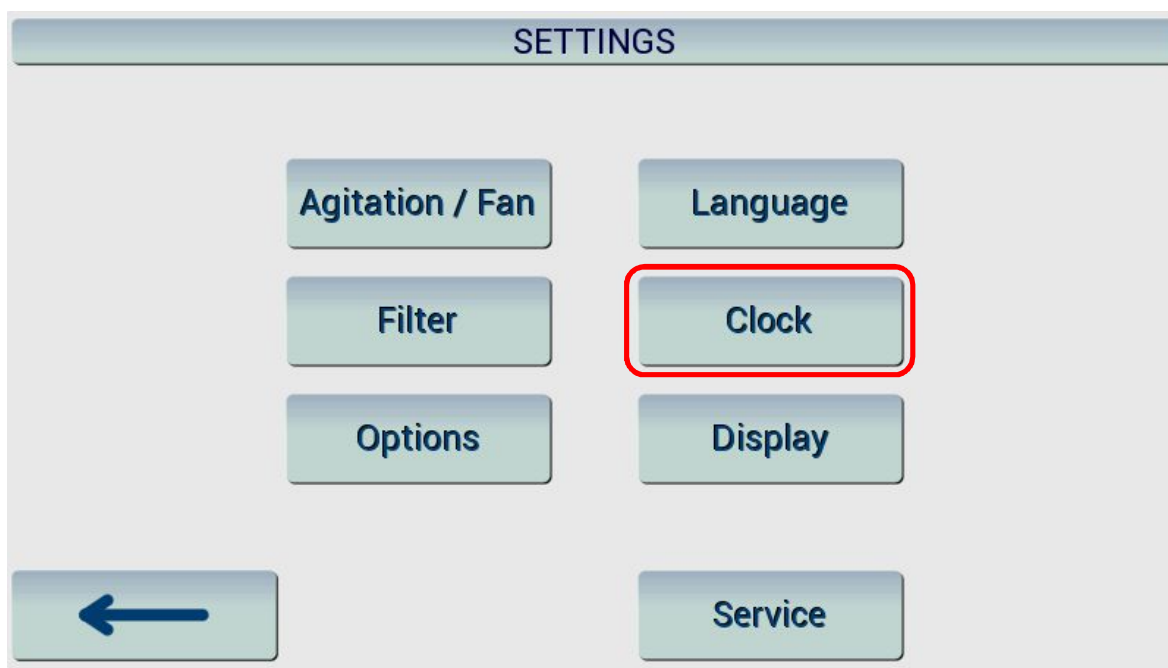 SETTINGS
Agitation / Fan
Language
Filter
Clock
Options
Display
Service